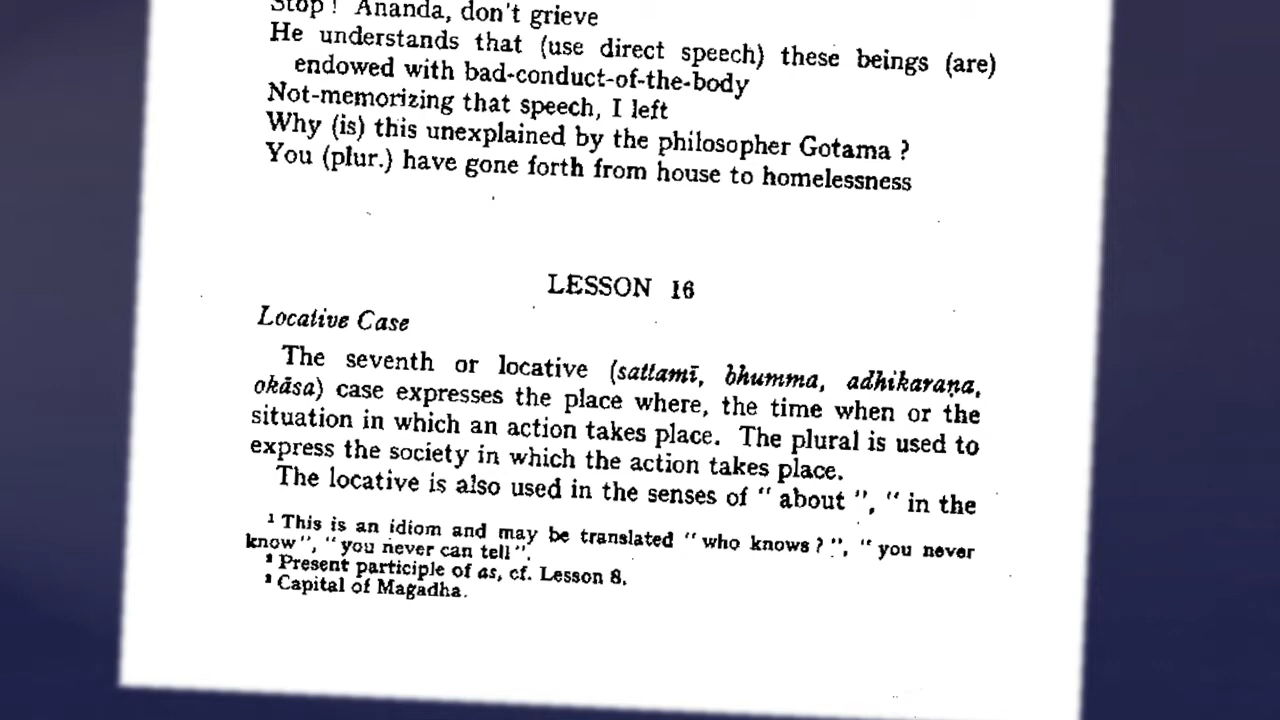 Stop ! Ananda, don't grieve
He understands that (use direct speech) these beings (are)
endowed with bad-conduct-of-the-body
Not-memorizing that speech, I left
Why (is) this unexplained by the philosopher Gotama ?
You (plur.) have gone forth from house to homelessness
LESSON 16
Locative Case
The seventh or locative (sattamī, bhumma, adhikaraṇa,
okāsa) case expresses the place where, the time when or the
situation in which an action takes place. The plural is used to
express the society in which the action takes place.
The locative is also used in the senses of " about ", " in the
¹ This is an idiom and may be translated " who knows ? ", " you never
know ", " you never can tell ".
² Present participle of as, cf. Lesson 8.
³ Capital of Magadha.